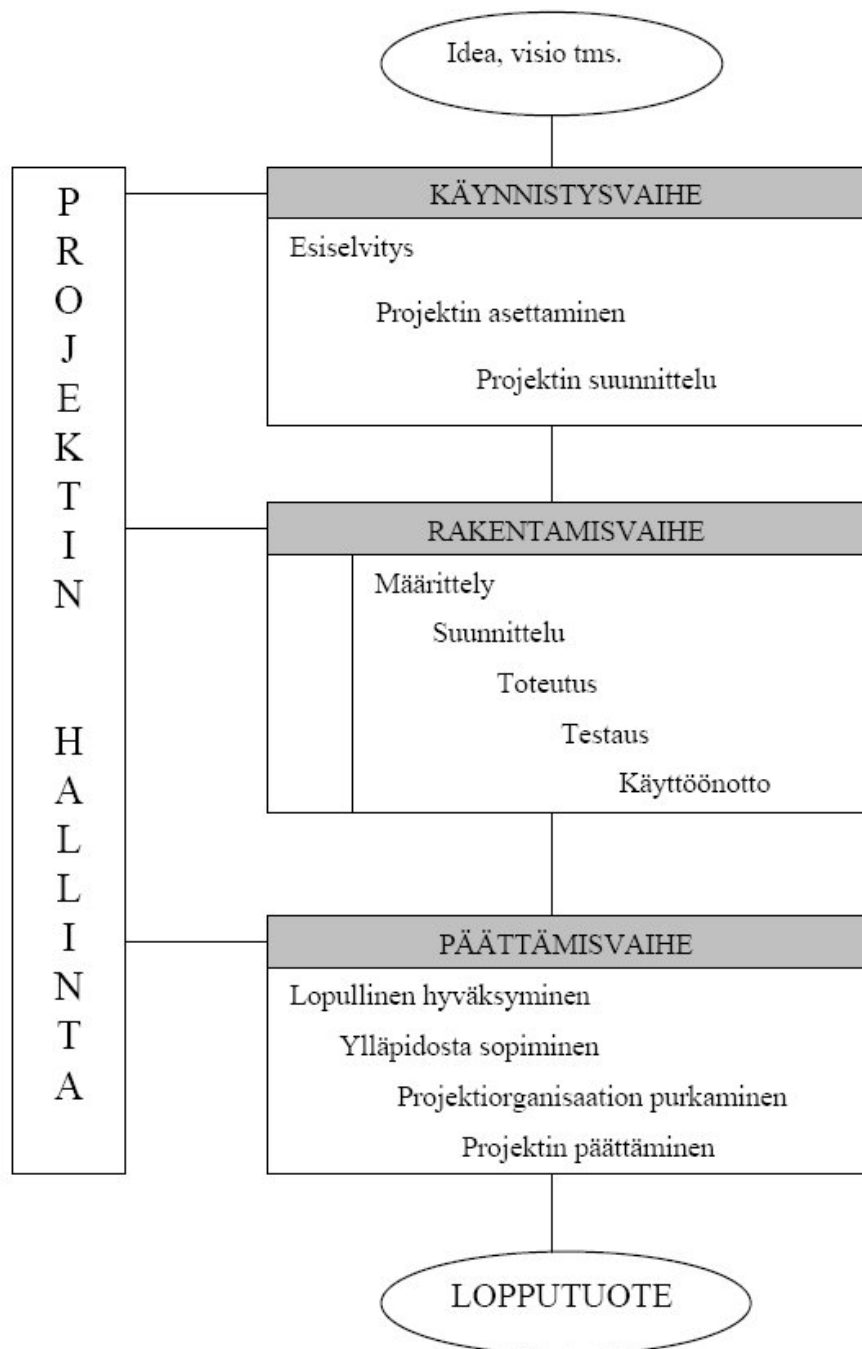 Idea, visio tms.
PROJEKTIN HALLINTA
KÄYNNISTYSVAIHE
Esiselvitys
Projektin asettaminen
Projektin suunnittelu
RAKENTAMISVAIHE
Määrittely
Suunnittelu
Toteutus
Testaus
Käyttöönotto
PÄÄTTÄMISVAIHE
Lopullinen hyväksyminen
Ylläpidosta sopiminen
Projektiorganisaation purkaminen
Projektin päättäminen
LOPPUTUOTE